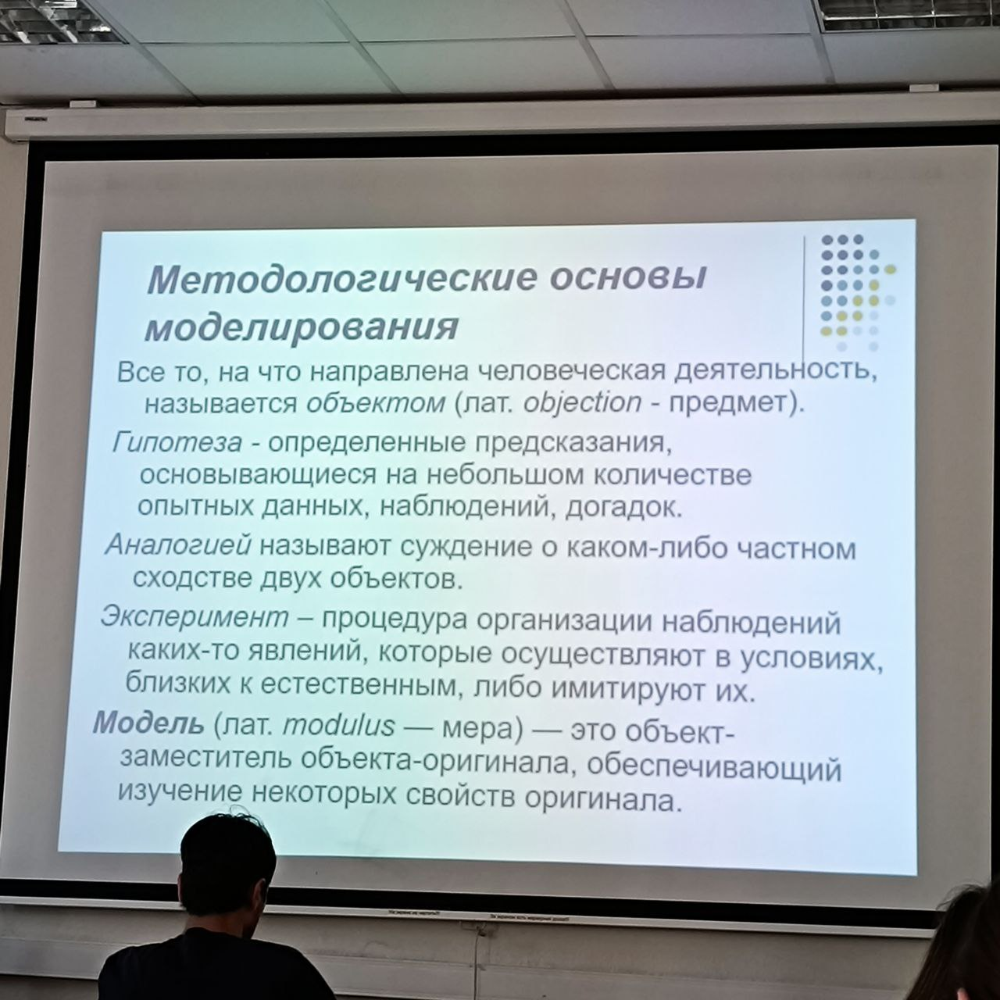 Методологические основы
моделирования
Все то, на что направлена человеческая деятельность,
называется объектом (лат. objection - предмет).
Гипотеза - определенные предсказания,
основывающиеся на небольшом количестве
опытных данных, наблюдений, догадок.
Аналогией называют суждение о каком-либо частном
сходстве двух объектов.
Эксперимент – процедура организации наблюдений
каких-то явлений, которые осуществляют в условиях,
близких к естественным, либо имитируют их.
Модель (лат. modulus — мера) — это объект-
заместитель объекта-оригинала, обеспечивающий
изучение некоторых свойств оригинала.